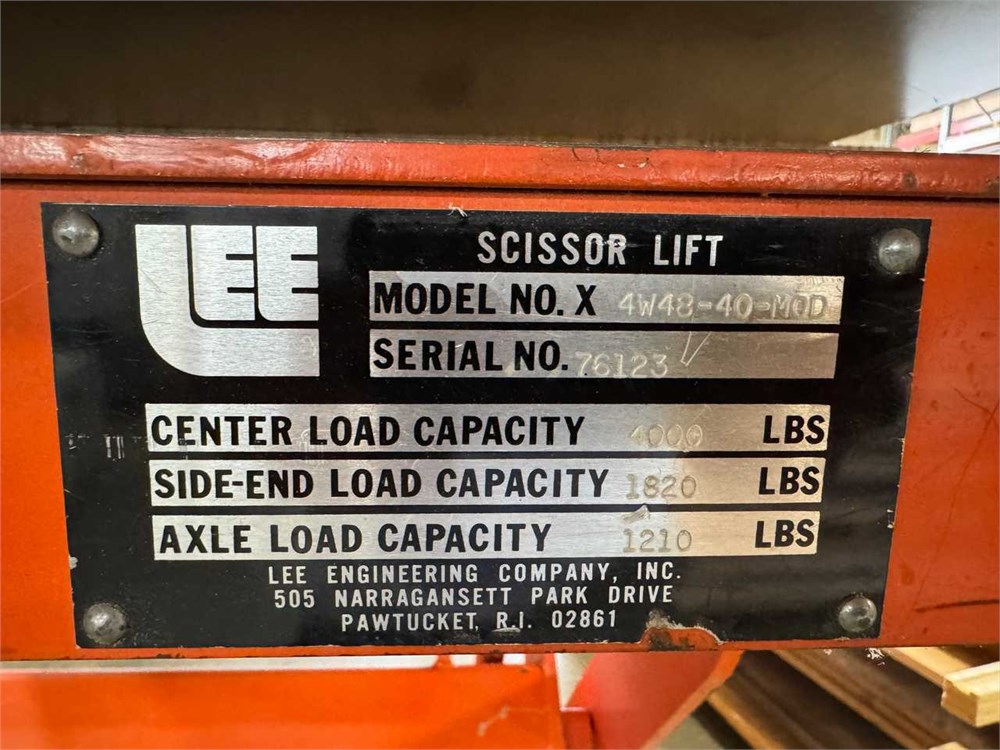 LEE
SCISSOR LIFT
MODEL NO. X 4W48-40-MOD
SERIAL NO. 76123
CENTER LOAD CAPACITY 4000 LBS
SIDE-END LOAD CAPACITY 1820 LBS
AXLE LOAD CAPACITY 1210 LBS
LEE ENGINEERING COMPANY, INC.
505 NARRAGANSETT PARK DRIVE
PAWTUCKET, R.I. 02861